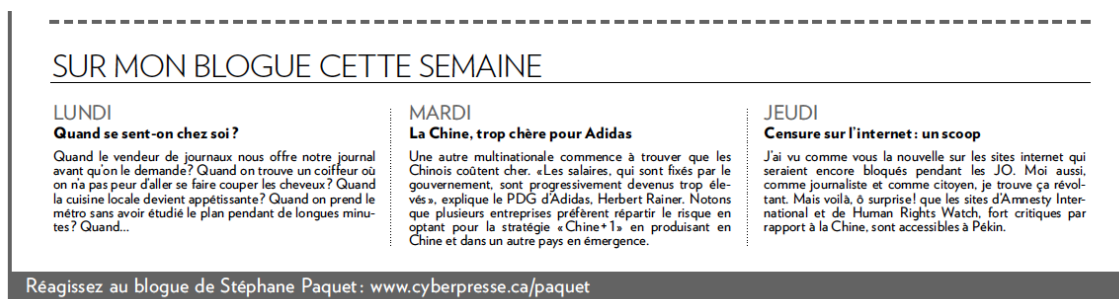 SUR MON BLOGUE CETTE SEMAINE
LUNDI
Quand se sent-on chez soi ?
Quand le vendeur de journaux nous offre notre journal
avant qu'on le demande? Quand on trouve un coiffeur où
on n'a pas peur d'aller se faire couper les cheveux? Quand
la cuisine locale devient appétissante? Quand on prend le
métro sans avoir étudié le plan pendant de longues minu-
tes? Quand...
MARDI
La Chine, trop chère pour Adidas
Une autre multinationale commence à trouver que les
Chinois coûtent cher. «Les salaires, qui sont fixés par le
gouvernement, sont progressivement devenus trop éle-
vés», explique le PDG d'Adidas, Herbert Rainer. Notons
que plusieurs entreprises préfèrent répartir le risque en
optant pour la stratégie «Chine+1» en produisant en
Chine et dans un autre pays en émergence.
JEUDI
Censure sur l'internet: un scoop
J'ai vu comme vous la nouvelle sur les sites internet qui
seraient encore bloqués pendant les JO. Moi aussi,
comme journaliste et comme citoyen, je trouve ça révol-
tant. Mais voilà, ô surprise! que les sites d'Amnesty Inter-
national et de Human Rights Watch, fort critiques par
rapport à la Chine, sont accessibles à Pékin.
Réagissez au blogue de Stéphane Paquet: www.cyberpresse.ca/paquet